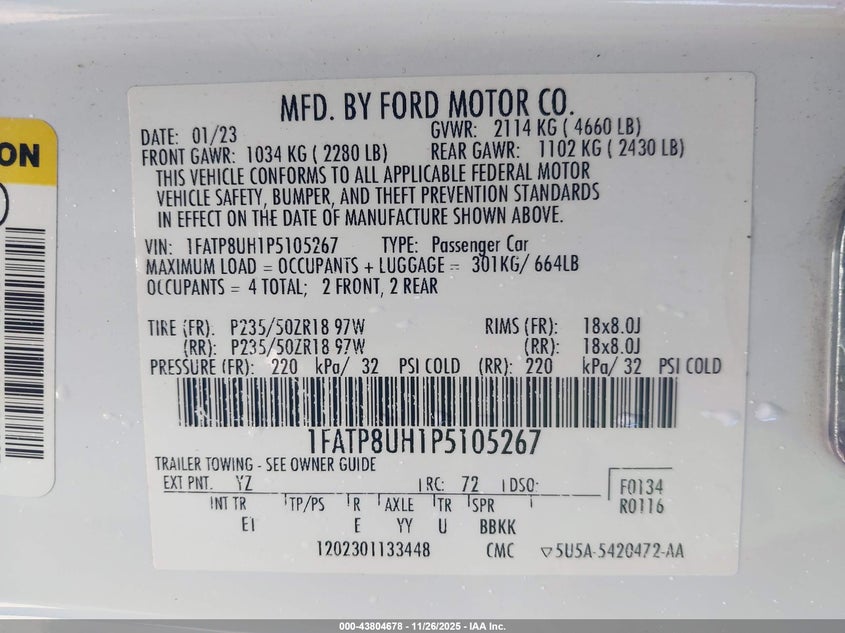 MFD. BY FORD MOTOR CO.
DATE: 01/23 GVWR: 2114 KG ( 4660 LB)
FRONT GAWR: 1034 KG ( 2280 LB) REAR GAWR: 1102 KG ( 2430 LB)
THIS VEHICLE CONFORMS TO ALL APPLICABLE FEDERAL MOTOR
VEHICLE SAFETY, BUMPER, AND THEFT PREVENTION STANDARDS
IN EFFECT ON THE DATE OF MANUFACTURE SHOWN ABOVE.
VIN: 1FATP8UH1P5105267 TYPE: Passenger Car
MAXIMUM LOAD = OCCUPANTS + LUGGAGE = 301KG/ 664LB
OCCUPANTS = 4 TOTAL; 2 FRONT, 2 REAR
TIRE (FR): P235/50ZR18 97W RIMS (FR): 18x8.0J
(RR): P235/50ZR18 97W (RR): 18x8.0J
PRESSURE (FR): 220 kPa/ 32 PSI COLD (RR): 220 kPa/ 32 PSI COLD
1FATP8UH1P5105267
TRAILER TOWING - SEE OWNER GUIDE
EXT PNT: YZ RC: 72 DSO: F0134
R0116
INT TR TP/PS R AXLE TR SPR
EI E YY U BBKK
1202301133448 CMC ▽5U5A-5420472-AA
ON
000-43804678 | 11/26/2025 - IAA Inc.